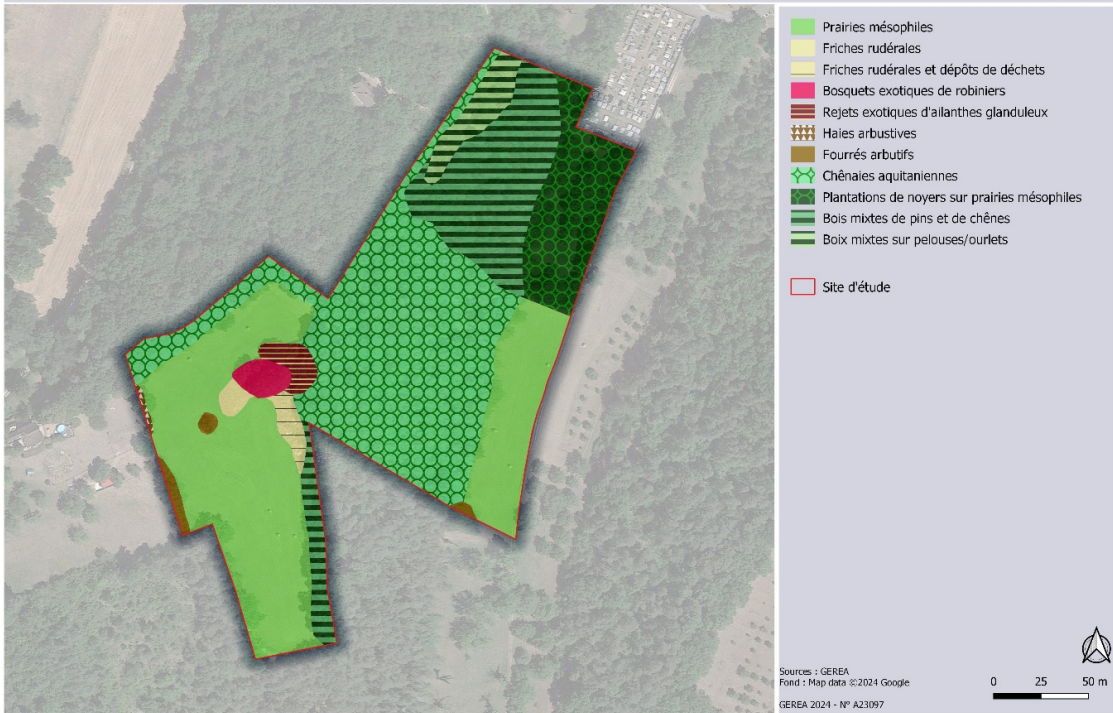 Prairies mésophiles
Friches rudérales
Friches rudérales et dépôts de déchets
Bosquets exotiques de robiniers
Rejets exotiques d'ailanthes glanduleux
Haies arbustives
Fourrés arbutifs
Chênaies aquitaniennes
Plantations de noyers sur prairies mésophiles
Bois mixtes de pins et de chênes
Boix mixtes sur pelouses/ourlets
Site d'étude
Sources : GEREA
Fond : Map data ©2024 Google
GEREA 2024 - N° A23097
0 25 50 m